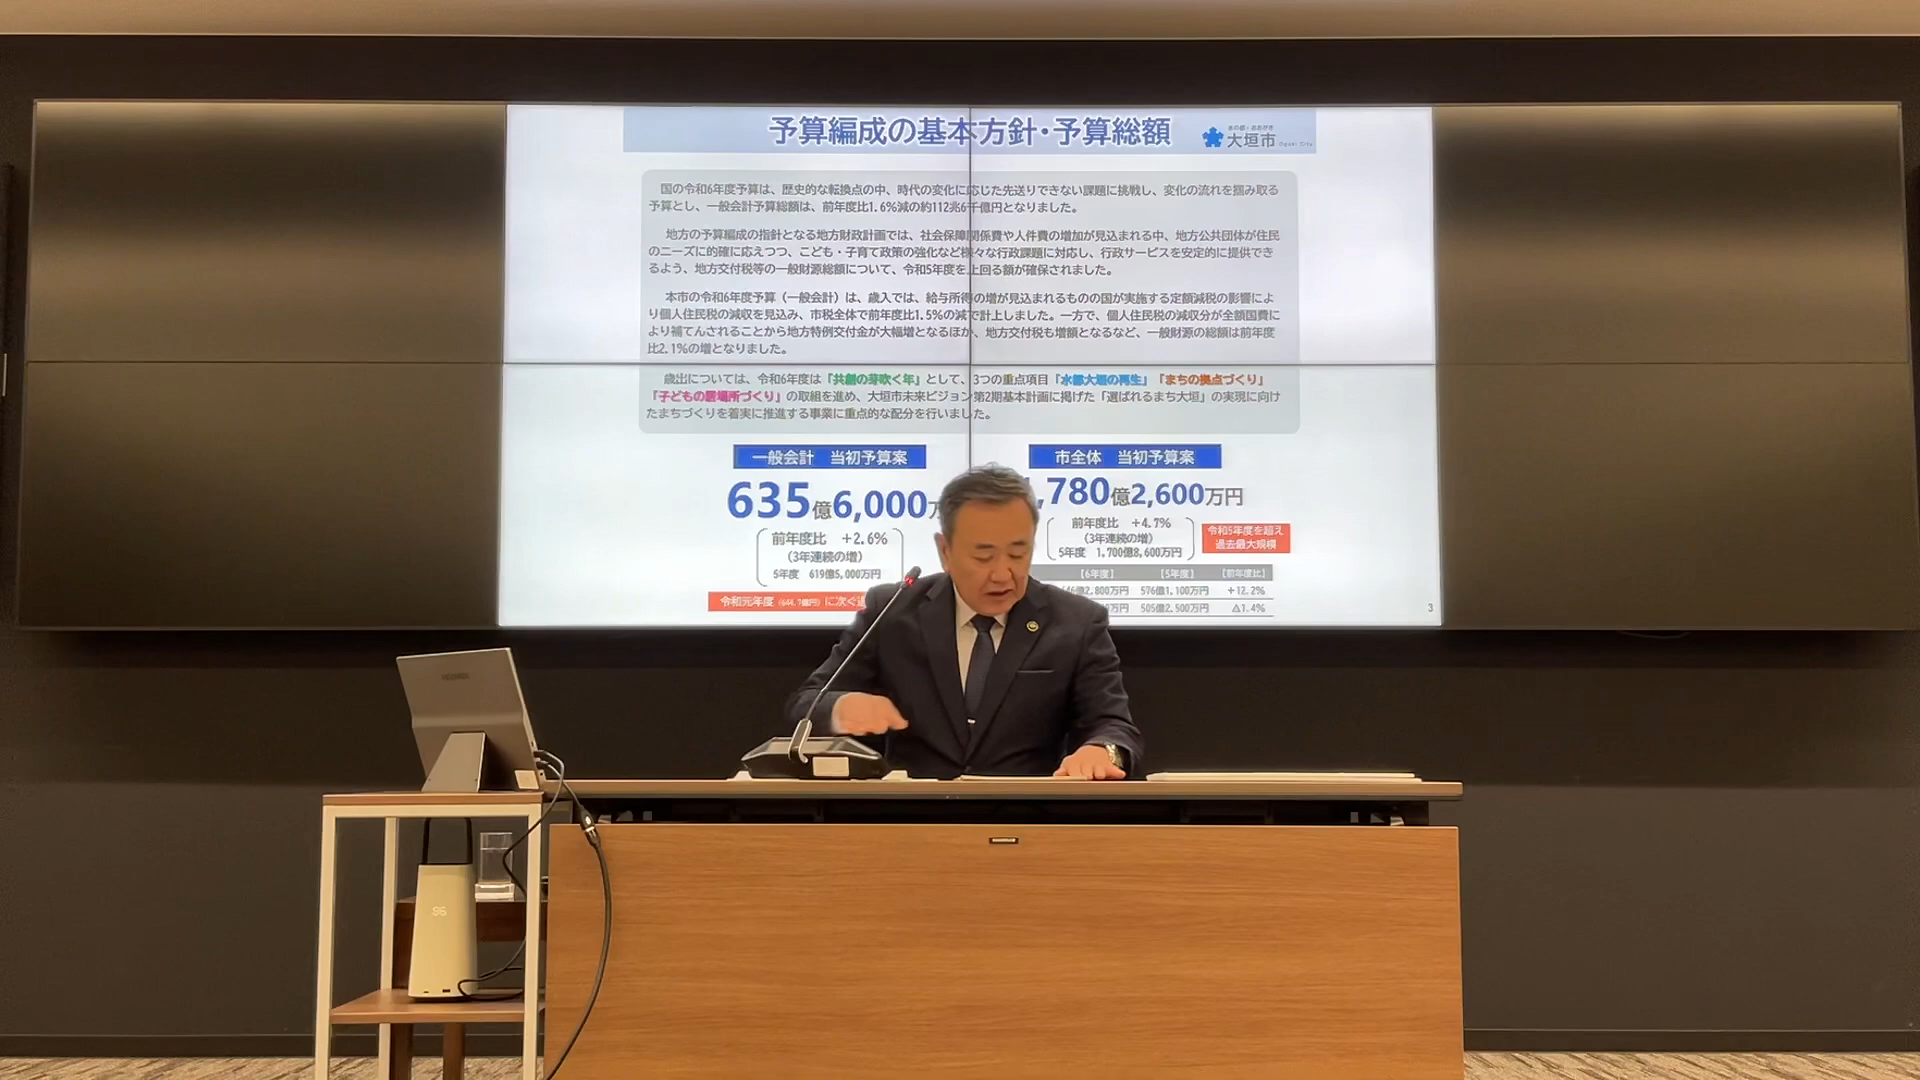 予算編成の基本方針・予算総額
大垣市
Ogaki City
国の令和6年度予算は、歴史的な転換点の中、時代の変化に応じた先送りできない課題に挑戦し、変化の流れを掴み取る
予算とし、一般会計予算総額は、前年度比1.6%減の約112兆6千億円となりました。
地方の予算編成の指針となる地方財政計画では、社会保障関係費や人件費の増加が見込まれる中、地方公共団体が住民
のニーズに的確に応えつつ、こども・子育て政策の強化など様々な行政課題に対応し、行政サービスを安定的に提供でき
るよう、地方交付税等の一般財源総額について、令和5年度を上回る額が確保されました。
本市の令和6年度予算（一般会計）は、歳入では、給与所得の増が見込まれるものの国が実施する定額減税の影響によ
り個人住民税の減収を見込み、市税全体で前年度比1.5%の減で計上しました。一方で、個人住民税の減収分が全額国費に
より補てんされることから地方特例交付金が大幅増となるほか、地方交付税も増額となるなど、一般財源の総額は前年度
比2.1%の増となりました。
歳出については、令和6年度は「共創の芽吹く年」として、3つの重点項目「水都大垣の再生」「まちの拠点づくり」
「子どもの居場所づくり」の取組を進め、大垣市未来ビジョン第2期基本計画に掲げた「選ばれるまち大垣」の実現に向け
たまちづくりを着実に推進する事業に重点的な配分を行いました。
一般会計　当初予算案
635億6,000万
前年度比　+2.6%
（3年連続の増）
5年度　619億5,000万円
令和元年度（644.7億円）に次ぐ
市全体　当初予算案
,780億2,600万円
前年度比　+4.7%
（3年連続の増）
5年度　1,700億8,600万円
令和5年度を超え
過去最大規模
【6年度】　【5年度】　【前年度比】
46億2,800万円　576億1,100万円　+12.2%
万円　505億2,500万円　△1.4%
3
96